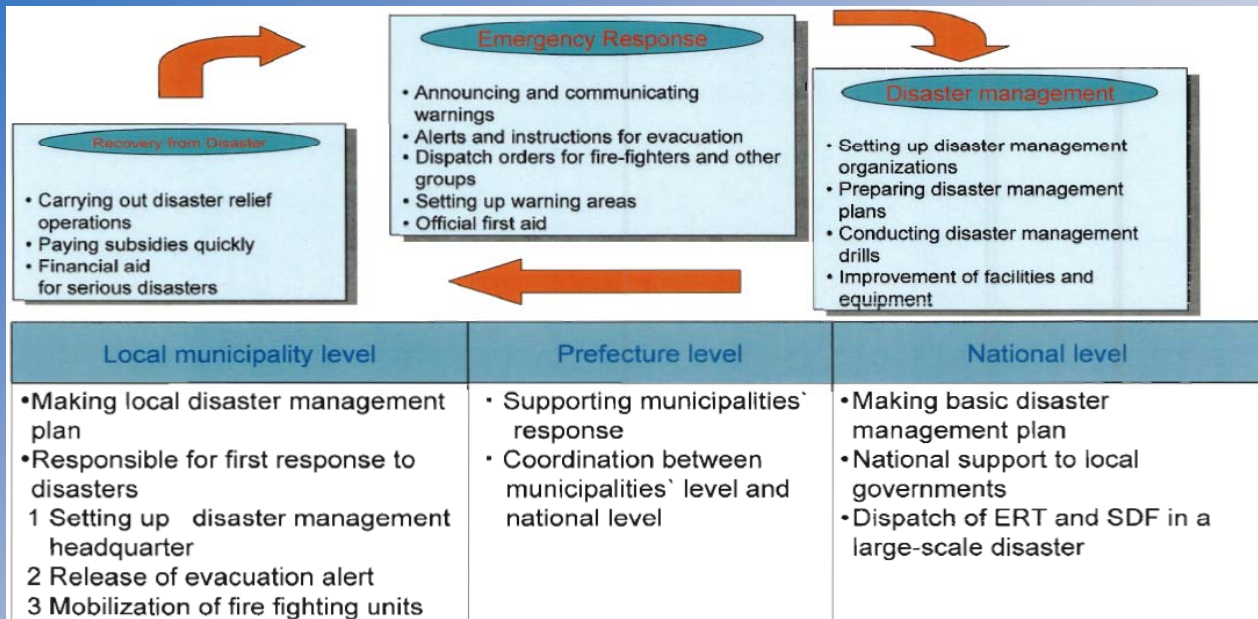 Emergency Response
• Announcing and communicating
warnings
• Alerts and instructions for evacuation
• Dispatch orders for fire-fighters and other
groups
• Setting up warning areas
• Official first aid
Disaster management
・Setting up disaster management
organizations
• Preparing disaster management
plans
• Conducting disaster management
drills
• Improvement of facilities and
equipment
Recovery from Disaster
• Carrying out disaster relief
operations
• Paying subsidies quickly
• Financial aid
for serious disasters
Local municipality level
•Making local disaster management
plan
•Responsible for first response to
disasters
1 Setting up disaster management
headquarter
2 Release of evacuation alert
3 Mobilization of fire fighting units
Prefecture level
・Supporting municipalities`
response
・Coordination between
municipalities` level and
national level
National level
•Making basic disaster
management plan
•National support to local
governments
•Dispatch of ERT and SDF in a
large-scale disaster